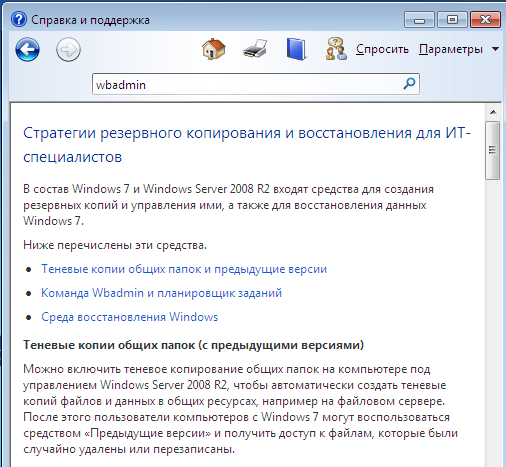 Справка и поддержка
Спросить Параметры
wbadmin
Стратегии резервного копирования и восстановления для ИТ-
специалистов
В состав Windows 7 и Windows Server 2008 R2 входят средства для создания
резервных копий и управления ими, а также для восстановления данных
Windows 7.
Ниже перечислены эти средства.
• Теневые копии общих папок и предыдущие версии
• Команда Wbadmin и планировщик заданий
• Среда восстановления Windows
Теневые копии общих папок (с предыдущими версиями)
Можно включить теневое копирование общих папок на компьютере под
управлением Windows Server 2008 R2, чтобы автоматически создать теневые
копий файлов и данных в общих ресурсах, например на файловом сервере.
После этого пользователи компьютеров с Windows 7 могут воспользоваться
средством «Предыдущие версии» и получить доступ к файлам, которые были
случайно удалены или перезаписаны.